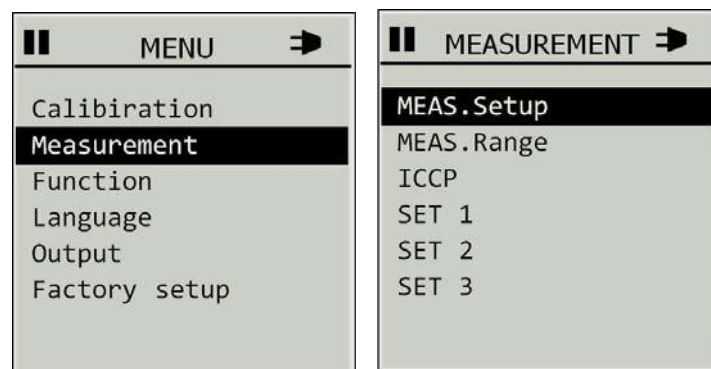 MENU
Calibiration
Measurement
Function
Language
Output
Factory setup
MEASUREMENT
MEAS.Setup
MEAS.Range
ICCP
SET 1
SET 2
SET 3